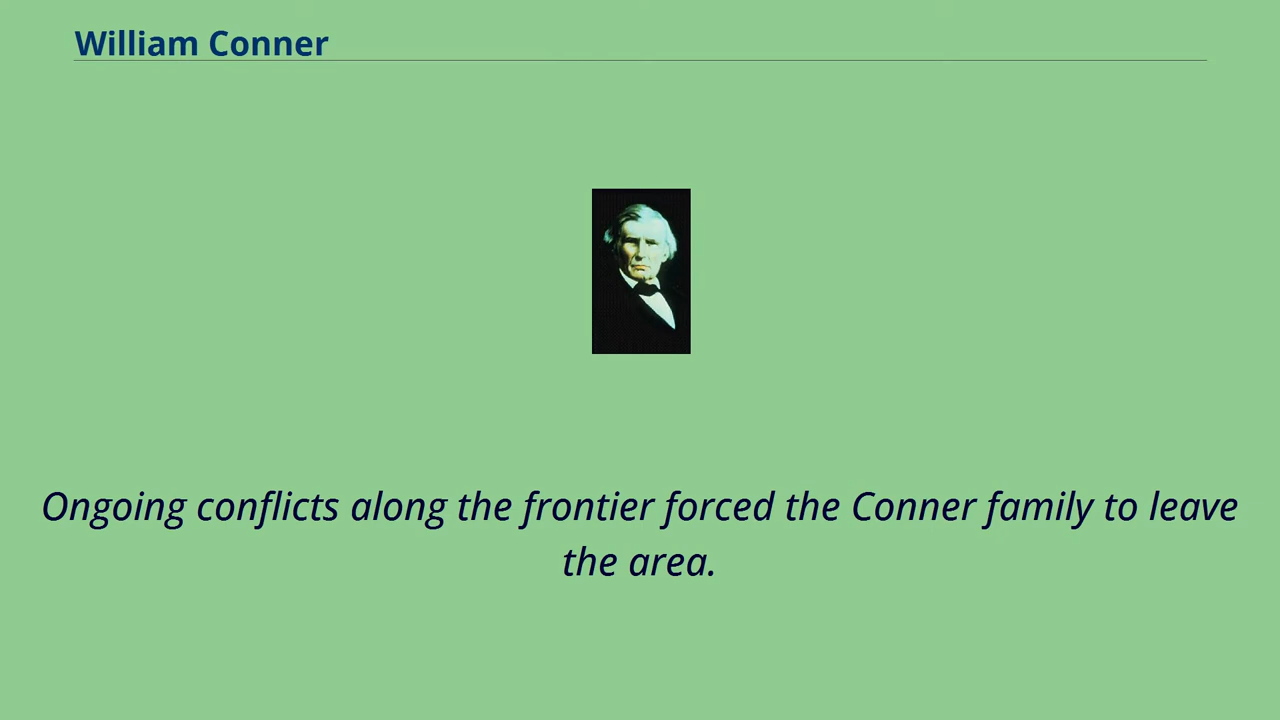 William Conner
Ongoing conflicts along the frontier forced the Conner family to leave
the area.